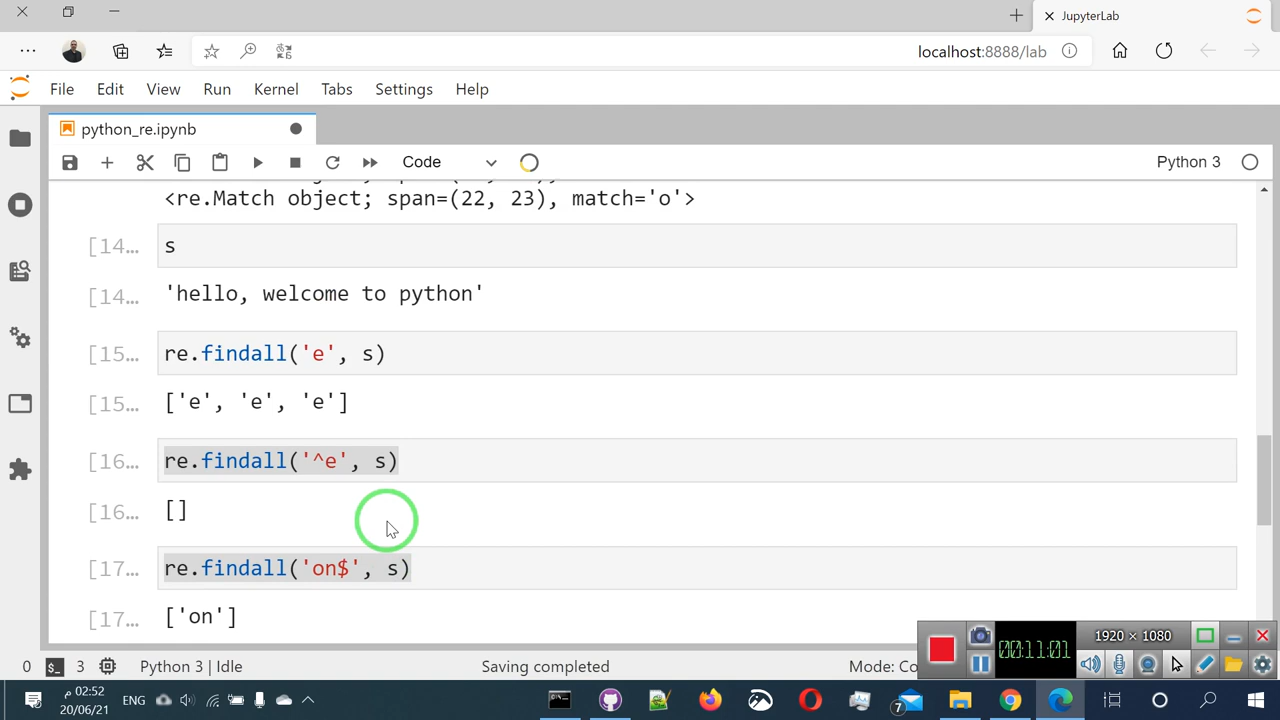 JupyterLab
localhost:8888/lab
File Edit View Run Kernel Tabs Settings Help
python_re.ipynb
Code Python 3
<re.Match object; span=(22, 23), match='o'>
[14… s
[14… 'hello, welcome to python'
[15… re.findall('e', s)
[15… ['e', 'e', 'e']
[16… re.findall('^e', s)
[16… []
[17… re.findall('on$', s)
[17… ['on']
1920 × 1080
00:11:01
0 3 Python 3 | Idle Saving completed Mode: Co
02:52 م
ENG
20/06/21
7